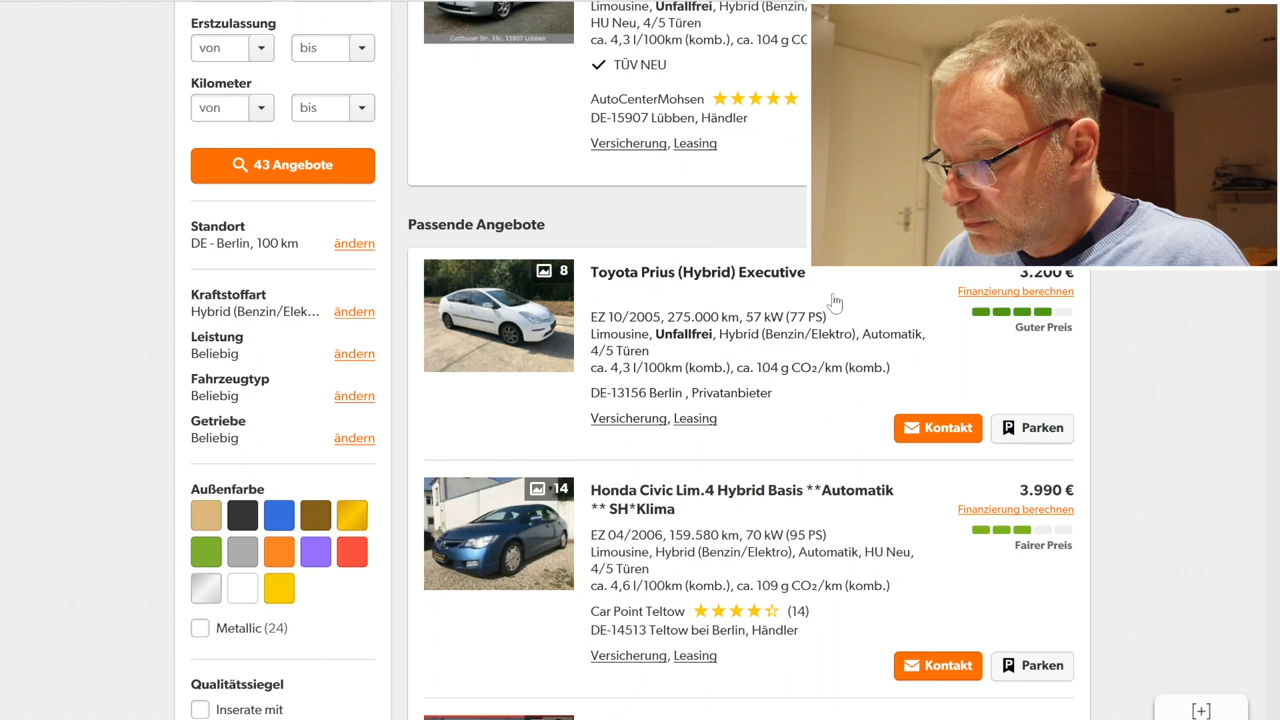 Erstzulassung
von
bis
Kilometer
von
bis
43 Angebote
Standort
DE - Berlin, 100 km
ändern
Kraftstoffart
Hybrid (Benzin/Elek...
ändern
Leistung
Beliebig
ändern
Fahrzeugtyp
Beliebig
ändern
Getriebe
Beliebig
ändern
Außenfarbe
Metallic (24)
Qualitätssiegel
Inserate mit
Cottbuser Str. 33c, 15907 Lübben
Limousine, Unfallfrei, Hybrid (Benzin/
HU Neu, 4/5 Türen
ca. 4,3 l/100km (komb.), ca. 104 g CO
TÜV NEU
AutoCenterMohsen
DE-15907 Lübben, Händler
Versicherung, Leasing
Passende Angebote
8
Toyota Prius (Hybrid) Executive
3.200 €
Finanzierung berechnen
Guter Preis
EZ 10/2005, 275.000 km, 57 kW (77 PS)
Limousine, Unfallfrei, Hybrid (Benzin/Elektro), Automatik,
4/5 Türen
ca. 4,3 l/100km (komb.), ca. 104 g CO₂/km (komb.)
DE-13156 Berlin , Privatanbieter
Versicherung, Leasing
Kontakt
Parken
14
Honda Civic Lim.4 Hybrid Basis **Automatik
** SH*Klima
3.990 €
Finanzierung berechnen
Fairer Preis
EZ 04/2006, 159.580 km, 70 kW (95 PS)
Limousine, Hybrid (Benzin/Elektro), Automatik, HU Neu,
4/5 Türen
ca. 4,6 l/100km (komb.), ca. 109 g CO₂/km (komb.)
Car Point Teltow
(14)
DE-14513 Teltow bei Berlin, Händler
Versicherung, Leasing
Kontakt
Parken
[+]